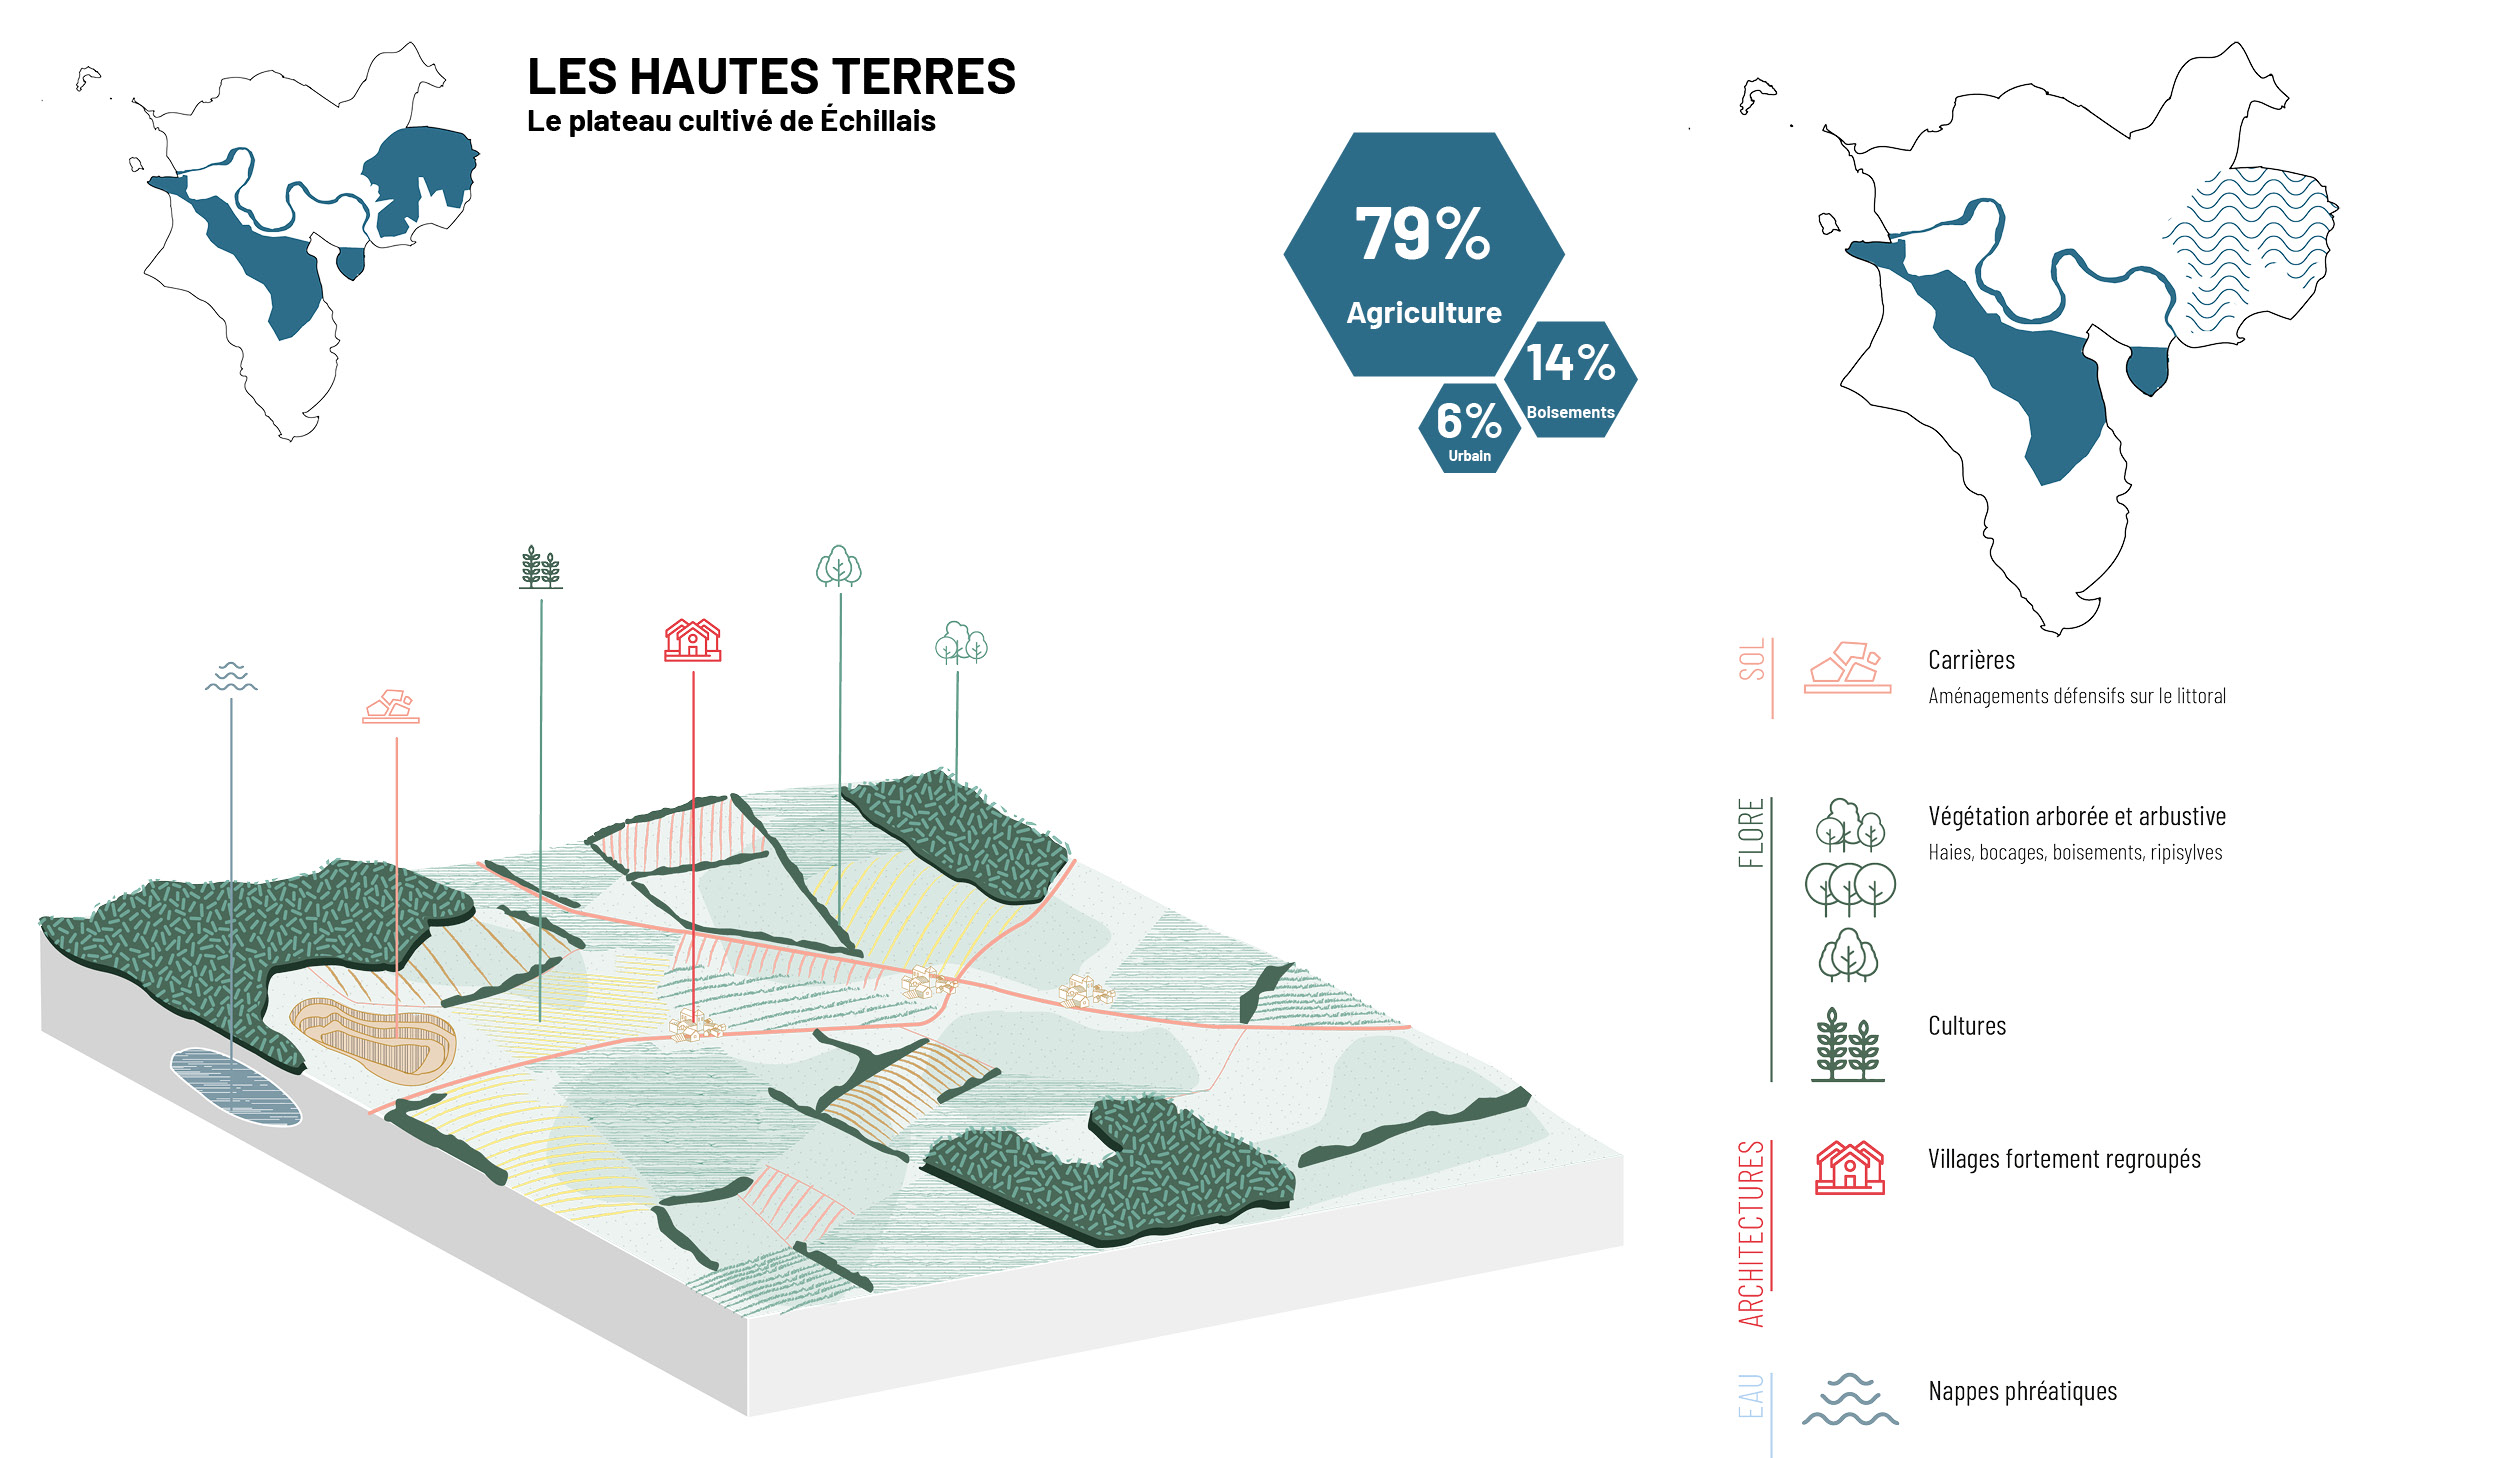 LES HAUTES TERRES
Le plateau cultivé de Échillais
79%
Agriculture
14%
Boisements
6%
Urbain
SOL
Carrières
Aménagements défensifs sur le littoral
FLORE
Végétation arborée et arbustive
Haies, bocages, boisements, ripisylves
Cultures
ARCHITECTURES
Villages fortement regroupés
EAU
Nappes phréatiques